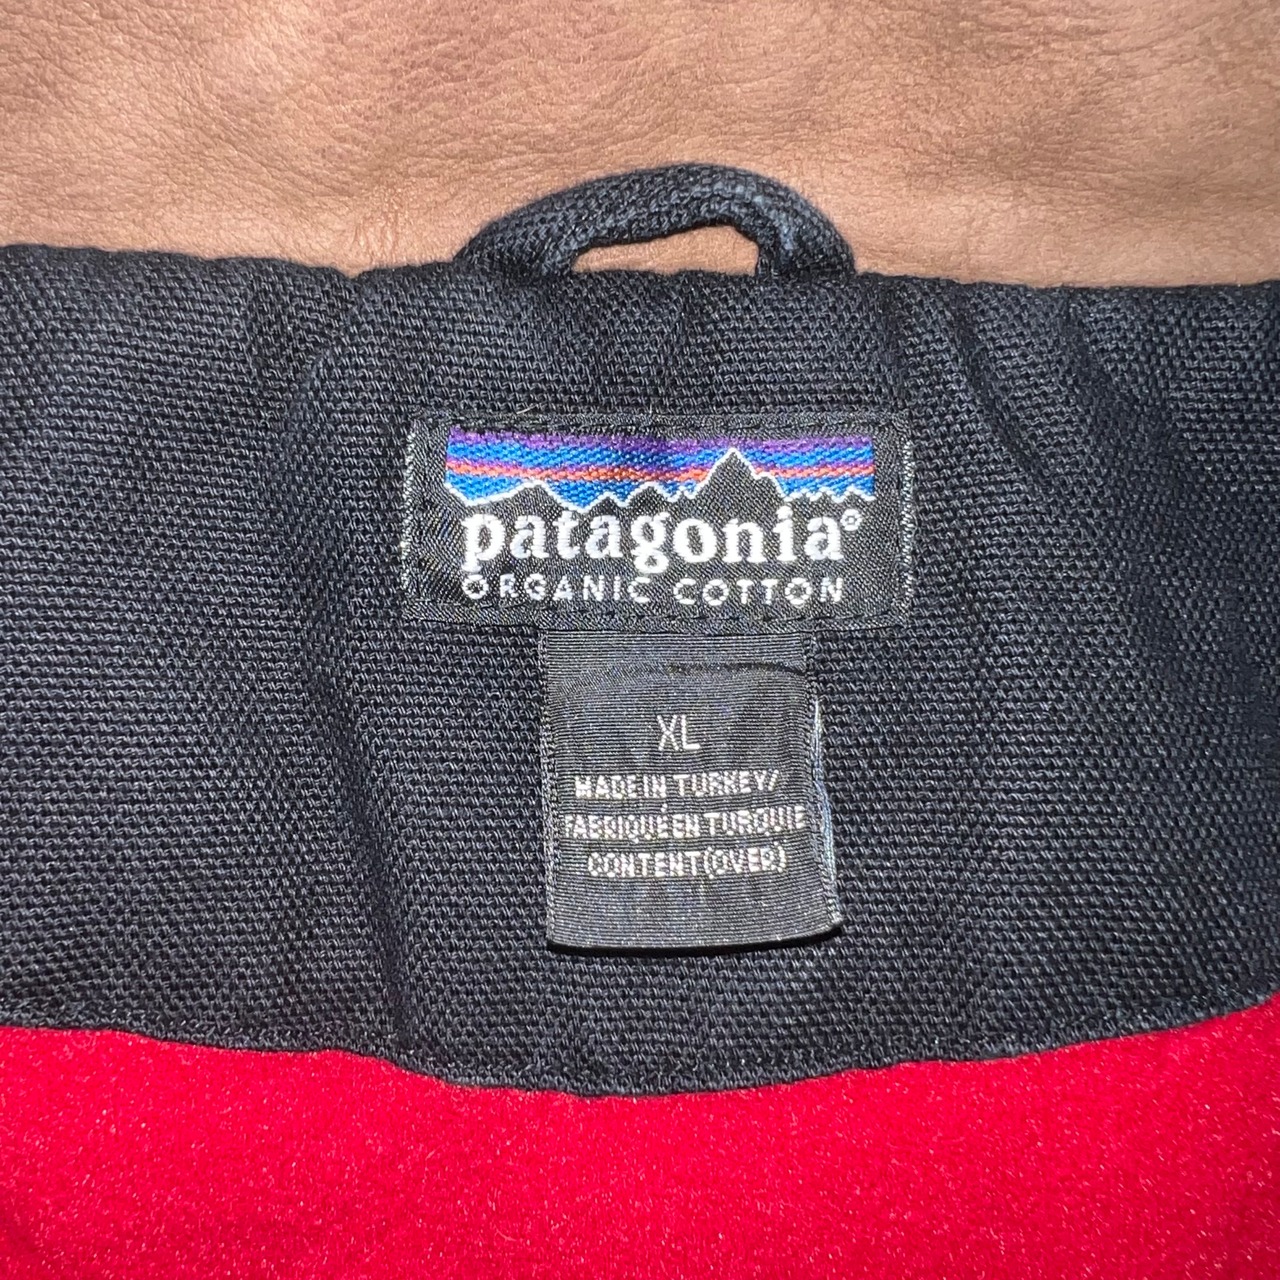 patagonia®
ORGANIC COTTON
XL
MADE IN TURKEY/
FABRIQUÉ EN TURQUIE
CONTENT(OVER)